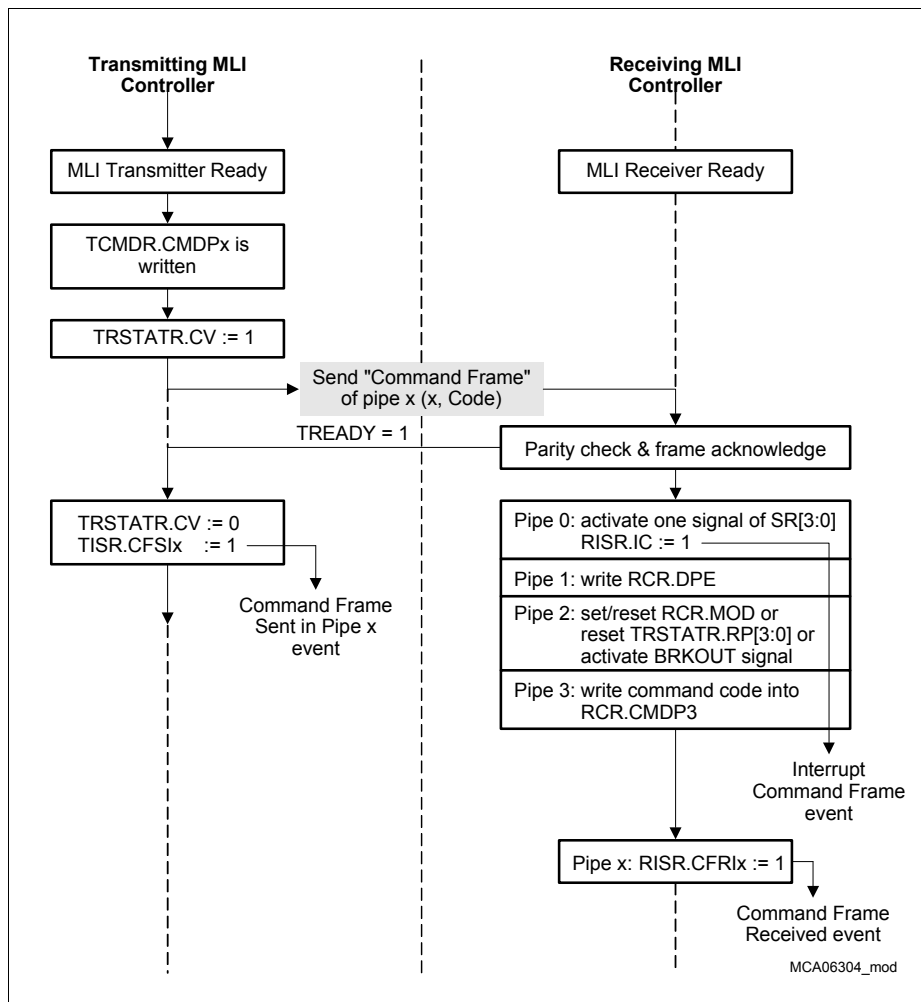 Transmitting MLI
Controller
Receiving MLI
Controller
MLI Transmitter Ready
MLI Receiver Ready
TCMDR.CMDPx is
written
TRSTATR.CV := 1
Send "Command Frame"
of pipe x (x, Code)
TREADY = 1
Parity check & frame acknowledge
TRSTATR.CV := 0
TISR.CFSIx := 1
Command Frame
Sent in Pipe x
event
Pipe 0: activate one signal of SR[3:0]
RISR.IC := 1
Pipe 1: write RCR.DPE
Pipe 2: set/reset RCR.MOD or
reset TRSTATR.RP[3:0] or
activate BRKOUT signal
Pipe 3: write command code into
RCR.CMDP3
Interrupt
Command Frame
event
Pipe x: RISR.CFRIx := 1
Command Frame
Received event
MCA06304_mod